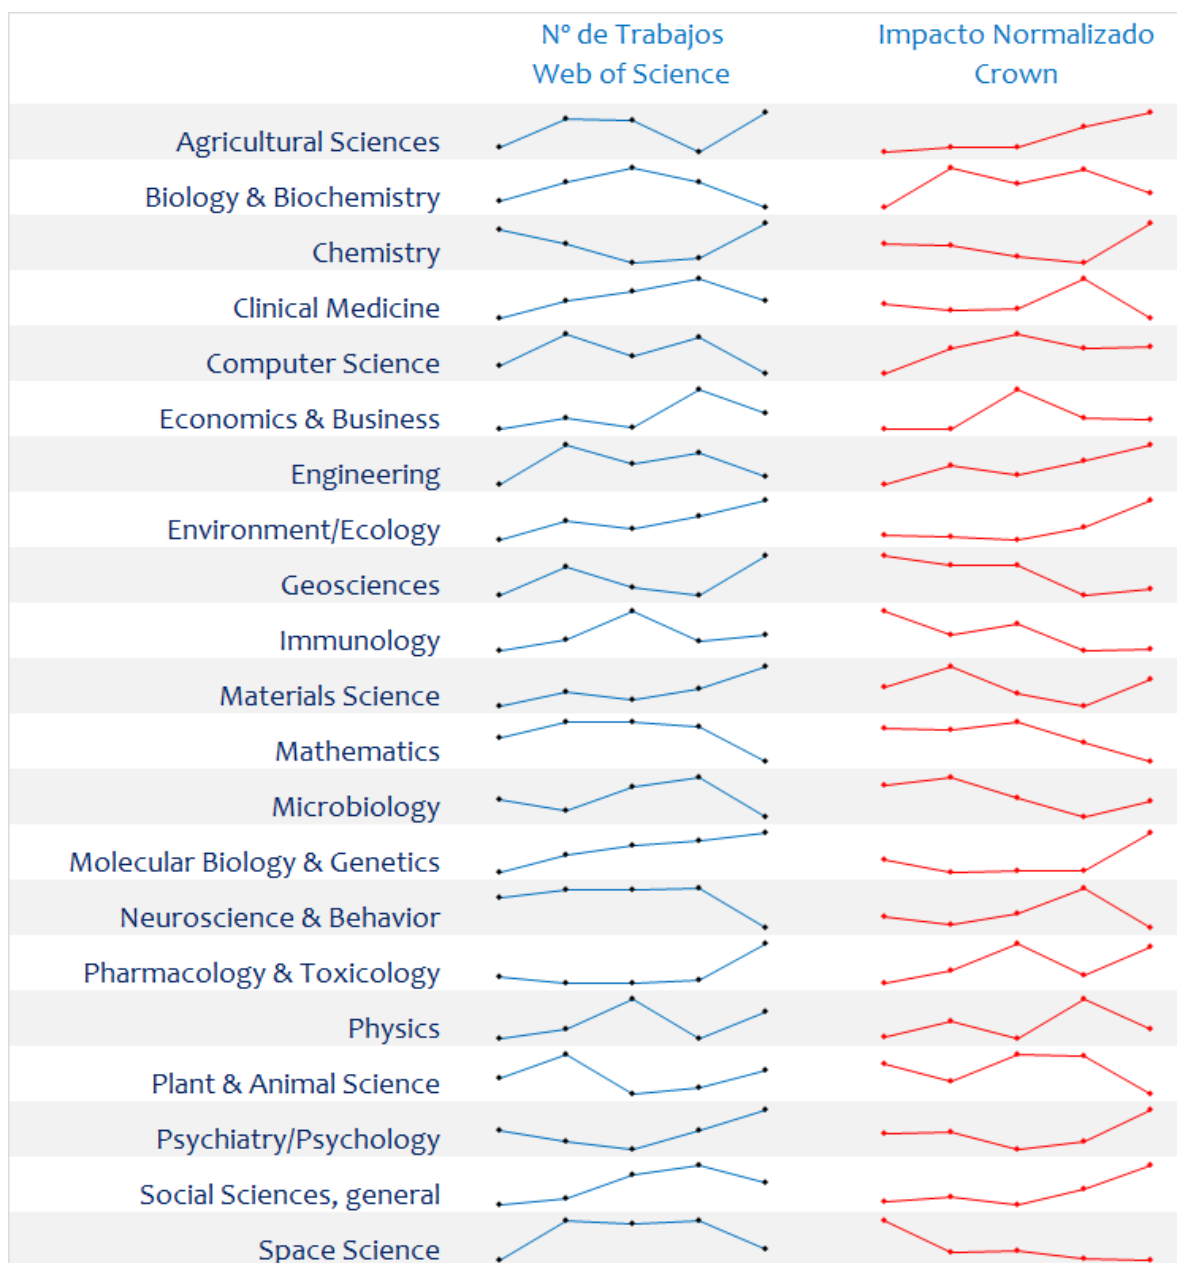 Nº de Trabajos
Web of Science
Impacto Normalizado
Crown
Agricultural Sciences
Biology & Biochemistry
Chemistry
Clinical Medicine
Computer Science
Economics & Business
Engineering
Environment/Ecology
Geosciences
Immunology
Materials Science
Mathematics
Microbiology
Molecular Biology & Genetics
Neuroscience & Behavior
Pharmacology & Toxicology
Physics
Plant & Animal Science
Psychiatry/Psychology
Social Sciences, general
Space Science